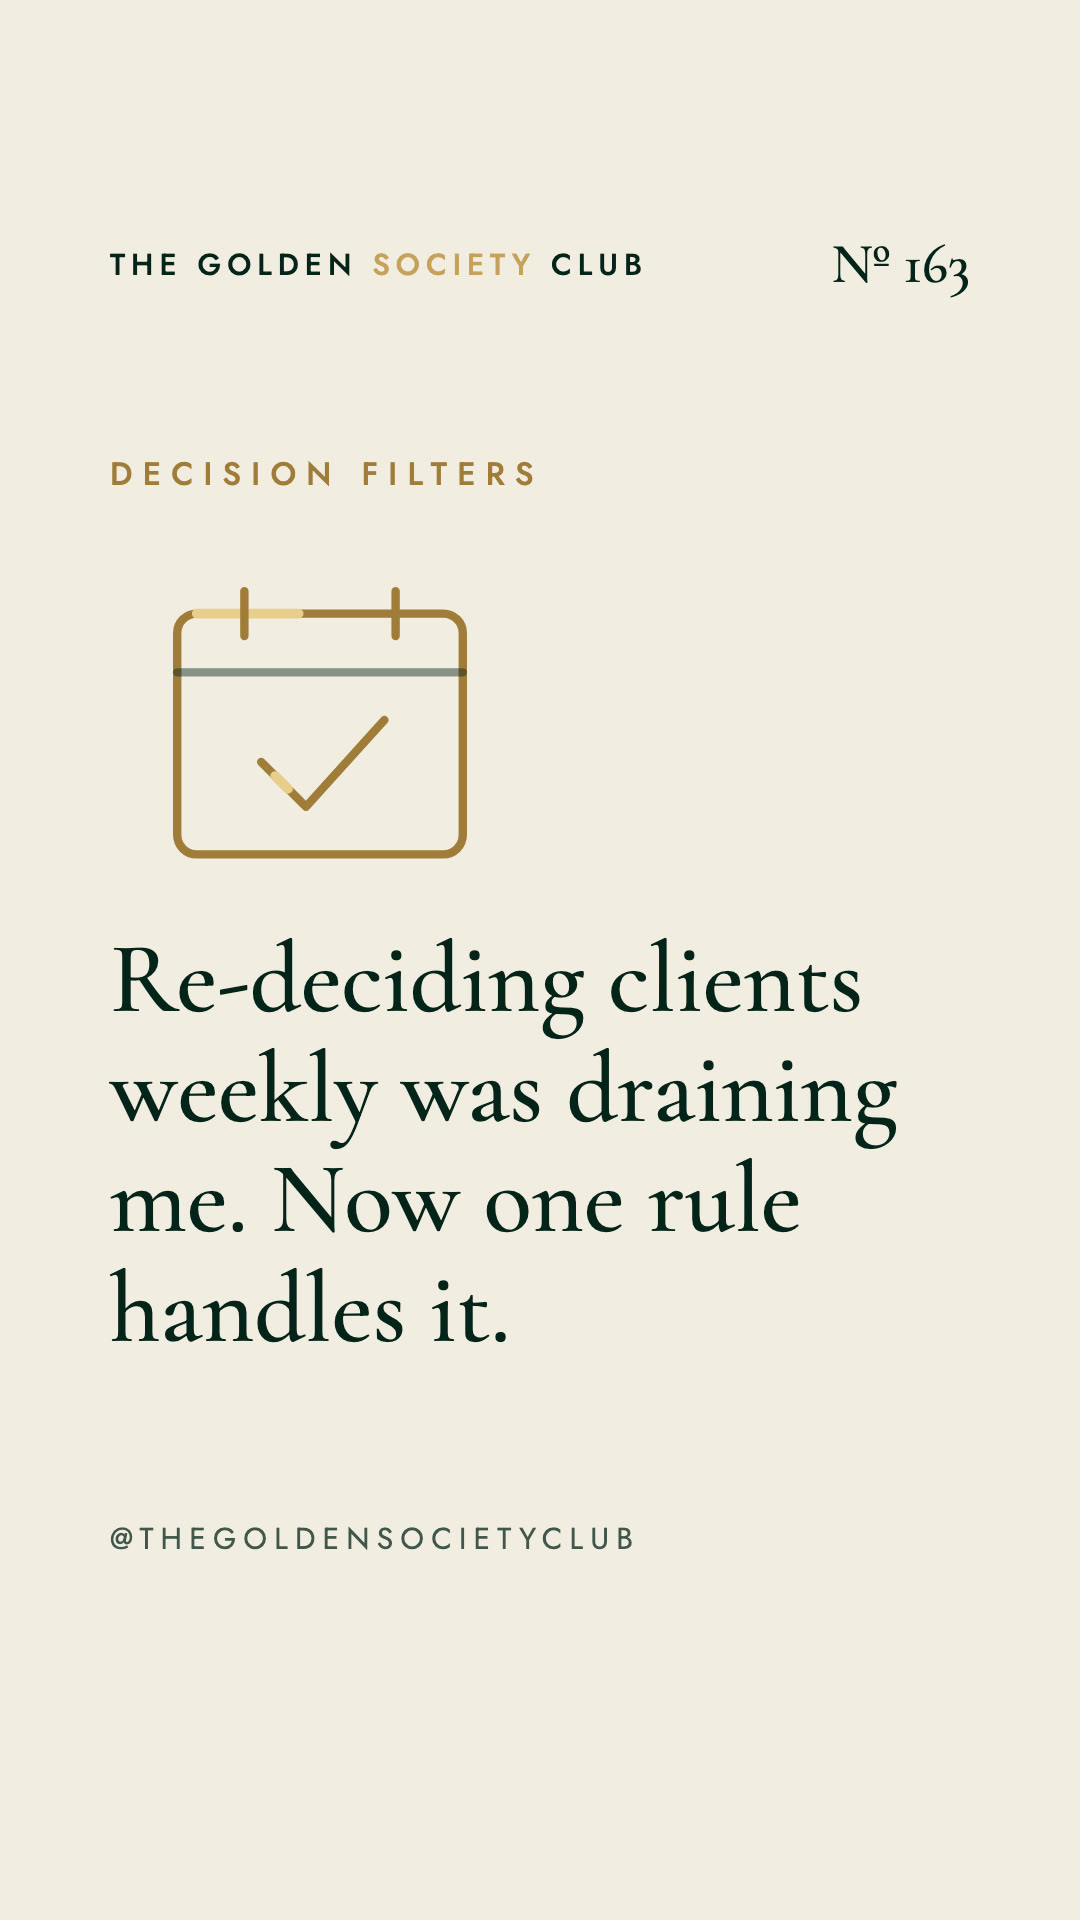 THE GOLDEN SOCIETY CLUB
Nº 163
DECISION FILTERS
Re-deciding clients
weekly was draining
me. Now one rule
handles it.
@THEGOLDENSOCIETYCLUB